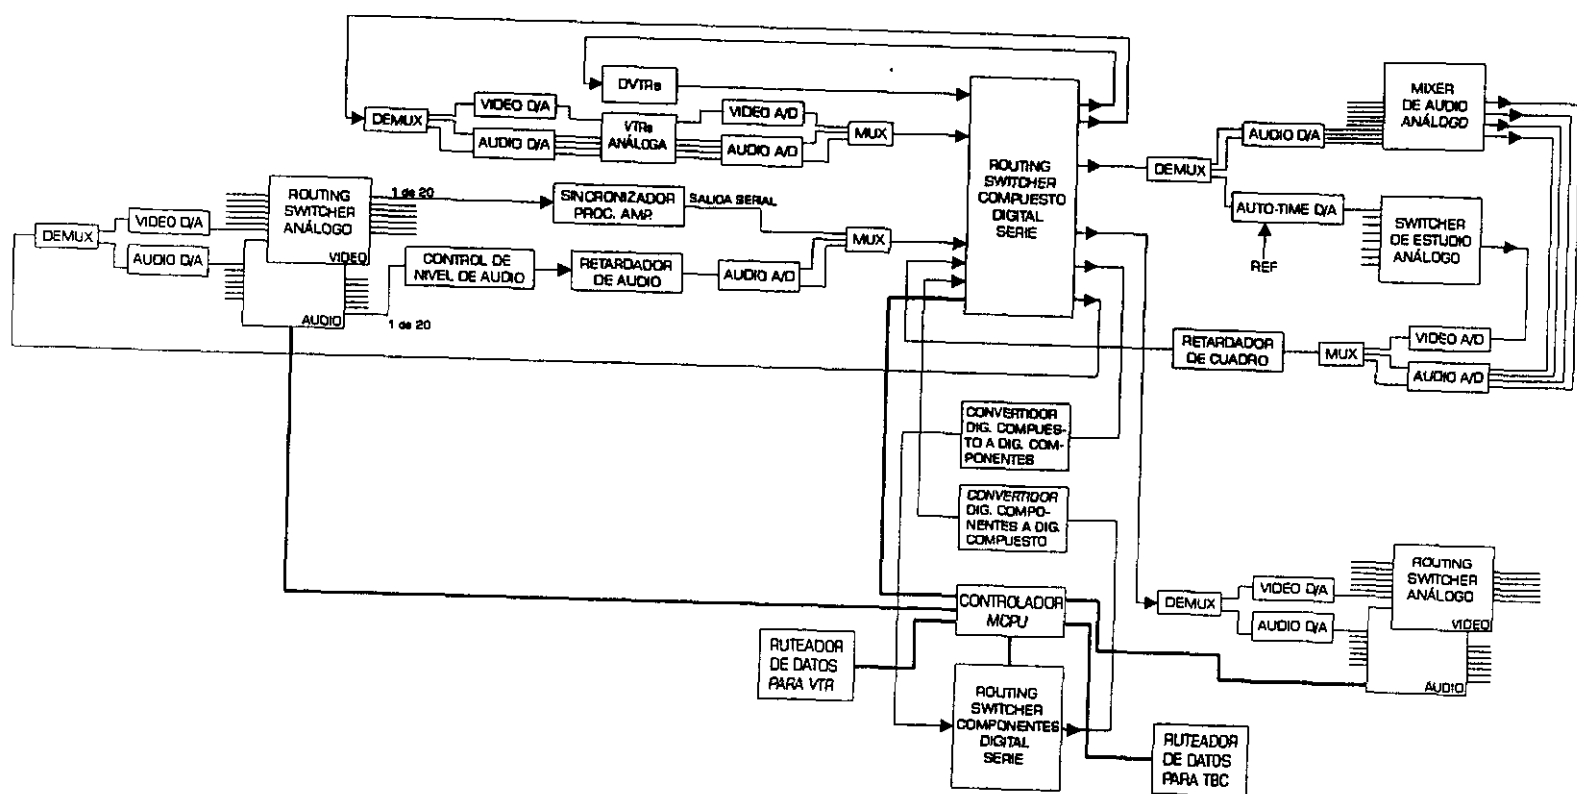 DVTRs
DEMUX
VIDEO D/A
AUDIO D/A
VTRs
ANÁLOGA
VIDEO A/D
AUDIO A/D
MUX
ROUTING
SWITCHER
COMPUESTO
DIGITAL
SERIE
DEMUX
AUDIO D/A
MIXER
DE AUDIO
ANÁLOGO
AUTO-TIME D/A
REF
SWITCHER
DE ESTUDIO
ANÁLOGO
DEMUX
VIDEO D/A
AUDIO D/A
ROUTING
SWITCHER
ANÁLOGO
VIDEO
AUDIO
1 de 20
1 de 20
SINCRONIZADOR
PROC. AMP.
SALIDA SERIAL
CONTROL DE
NIVEL DE AUDIO
RETARDADOR
DE AUDIO
AUDIO A/D
MUX
RETARDADOR
DE CUADRO
MUX
VIDEO A/D
AUDIO A/D
CONVERTIDOR
DIG. COMPUES-
TO A DIG. COM-
PONENTES
CONVERTIDOR
DIG. COMPO-
NENTES A DIG.
COMPUESTO
CONTROLADOR
MCPU
RUTEADOR
DE DATOS
PARA VTR
ROUTING
SWITCHER
COMPONENTES
DIGITAL
SERIE
RUTEADOR
DE DATOS
PARA TBC
DEMUX
VIDEO D/A
AUDIO D/A
ROUTING
SWITCHER
ANÁLOGO
VIDEO
ÁUDIO